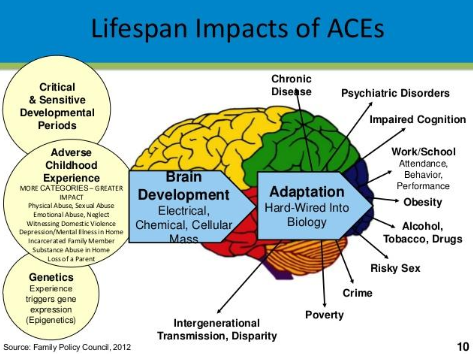 Lifespan Impacts of ACEs
Critical
& Sensitive
Developmental
Periods
Adverse
Childhood
Experience
MORE CATEGORIES – GREATER
IMPACT
Physical Abuse, Sexual Abuse
Emotional Abuse, Neglect
Witnessing Domestic Violence
Depression/Mental Illness in Home
Incarcerated Family Member
Substance Abuse in Home
Loss of a Parent
Genetics
Experience
triggers gene
expression
(Epigenetics)
Brain
Development
Electrical,
Chemical, Cellular
Mass
Adaptation
Hard-Wired Into
Biology
Chronic
Disease
Psychiatric Disorders
Impaired Cognition
Work/School
Attendance,
Behavior,
Performance
Obesity
Alcohol,
Tobacco, Drugs
Risky Sex
Crime
Poverty
Intergenerational
Transmission, Disparity
Source: Family Policy Council, 2012
10